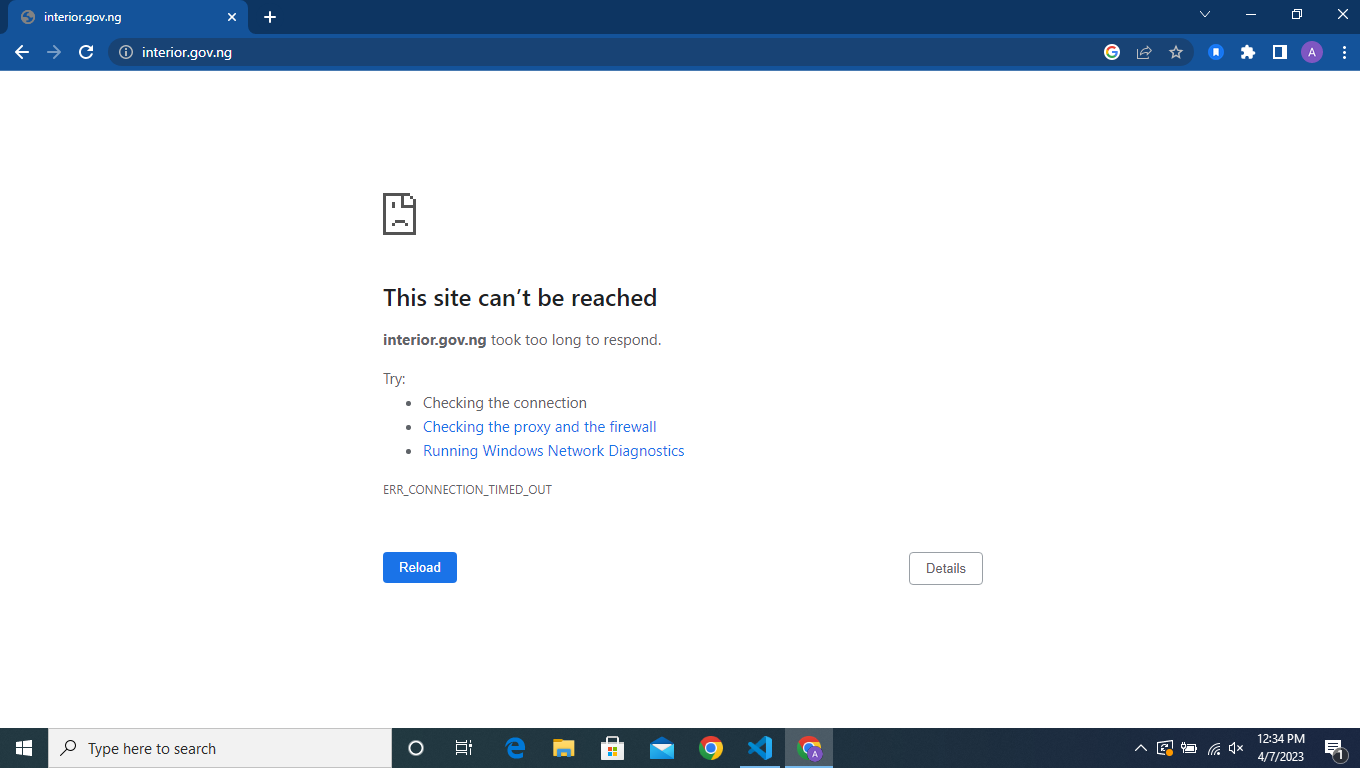 interior.gov.ng
interior.gov.ng
A
This site can’t be reached
interior.gov.ng took too long to respond.
Try:
Checking the connection
Checking the proxy and the firewall
Running Windows Network Diagnostics
ERR_CONNECTION_TIMED_OUT
Reload
Details
Type here to search
A
12:34 PM
4/7/2023
1